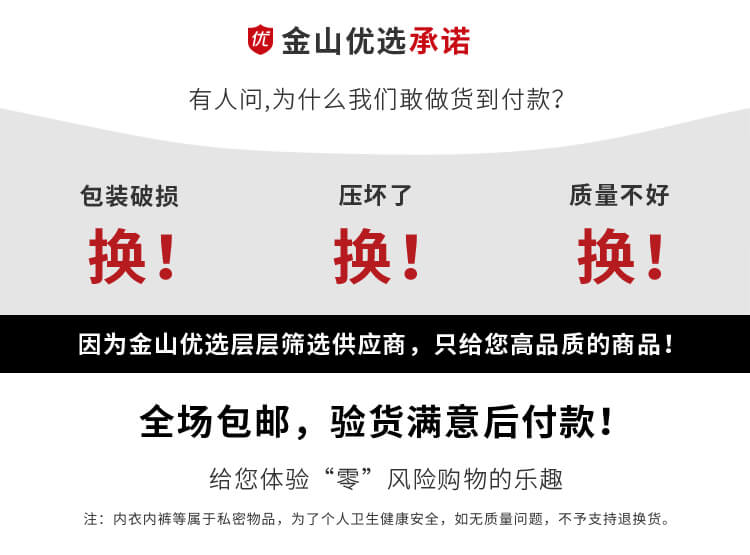 优 金山优选承诺
有人问,为什么我们敢做货到付款?
包装破损 压坏了 质量不好
换! 换! 换!
因为金山优选层层筛选供应商，只给您高品质的商品!
全场包邮，验货满意后付款!
给您体验“零”风险购物的乐趣
注：内衣内裤等属于私密物品，为了个人卫生健康安全，如无质量问题，不予支持退换货。